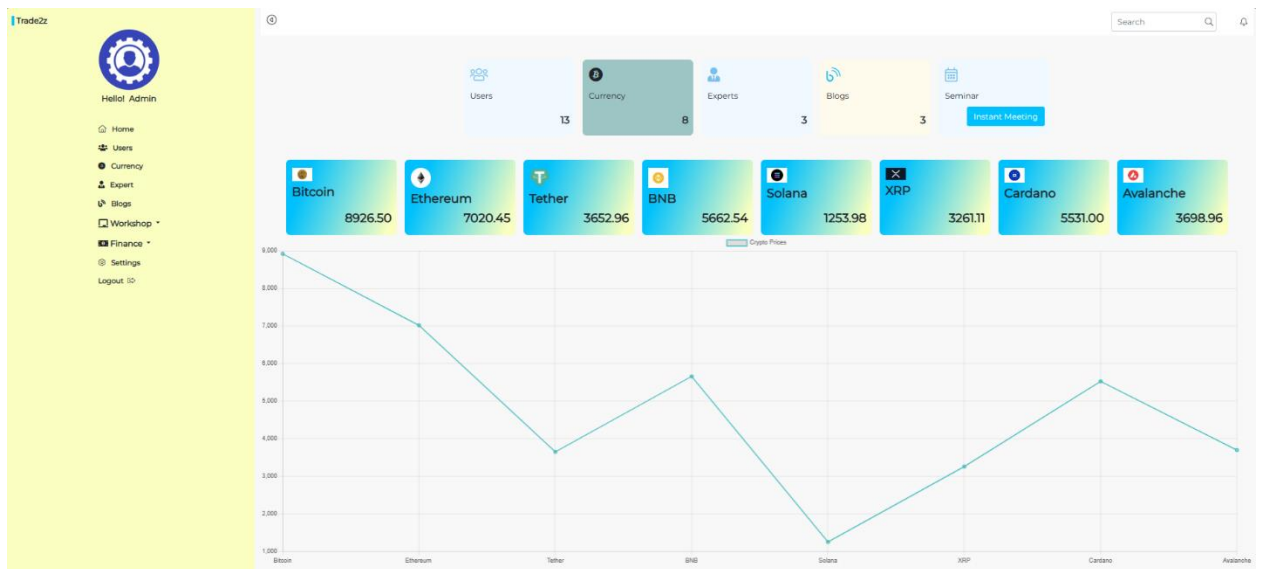 Trade2z
Search
Hello! Admin
Home
Users
Currency
Expert
Blogs
Workshop
Finance
Settings
Logout
Users
13
Currency
8
Experts
3
Blogs
3
Seminar
Instant Meeting
Bitcoin
8926.50
Ethereum
7020.45
Tether
3652.96
BNB
5662.54
Solana
1253.98
XRP
3261.11
Cardano
5531.00
Avalanche
3698.96
Crypto Prices
9,000
8,000
7,000
6,000
5,000
4,000
3,000
2,000
1,000
Bitcoin Ethereum Tether BNB Solana XRP Cardano Avalanche